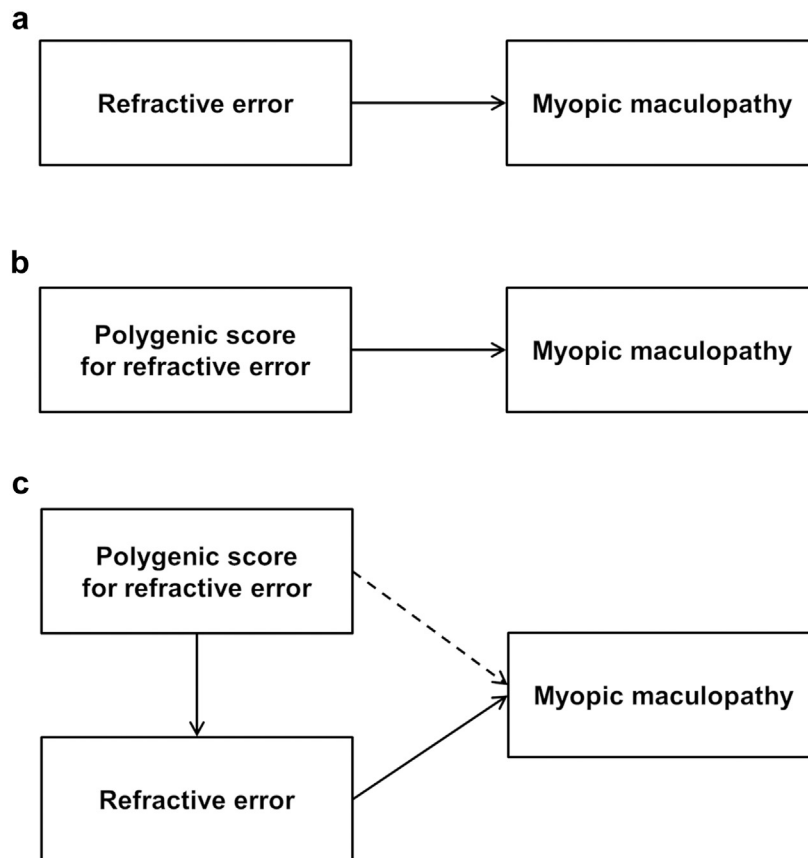 a
Refractive error
Myopic maculopathy
b
Polygenic score
for refractive error
Myopic maculopathy
c
Polygenic score
for refractive error
Myopic maculopathy
Refractive error